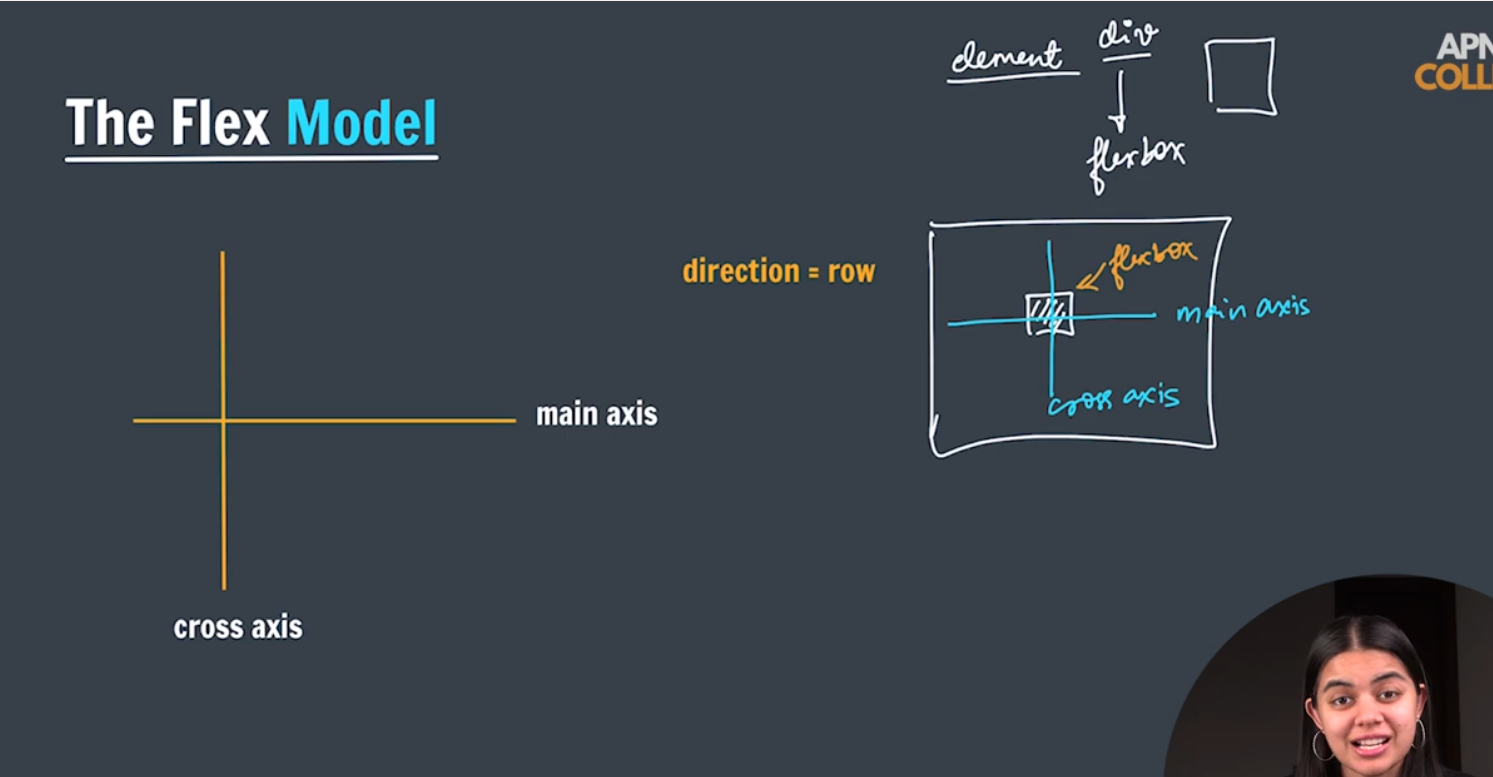 The Flex Model
element div
flexbox
APN
COLL
direction = row
flexbox
main axis
cross axis
main axis
cross axis